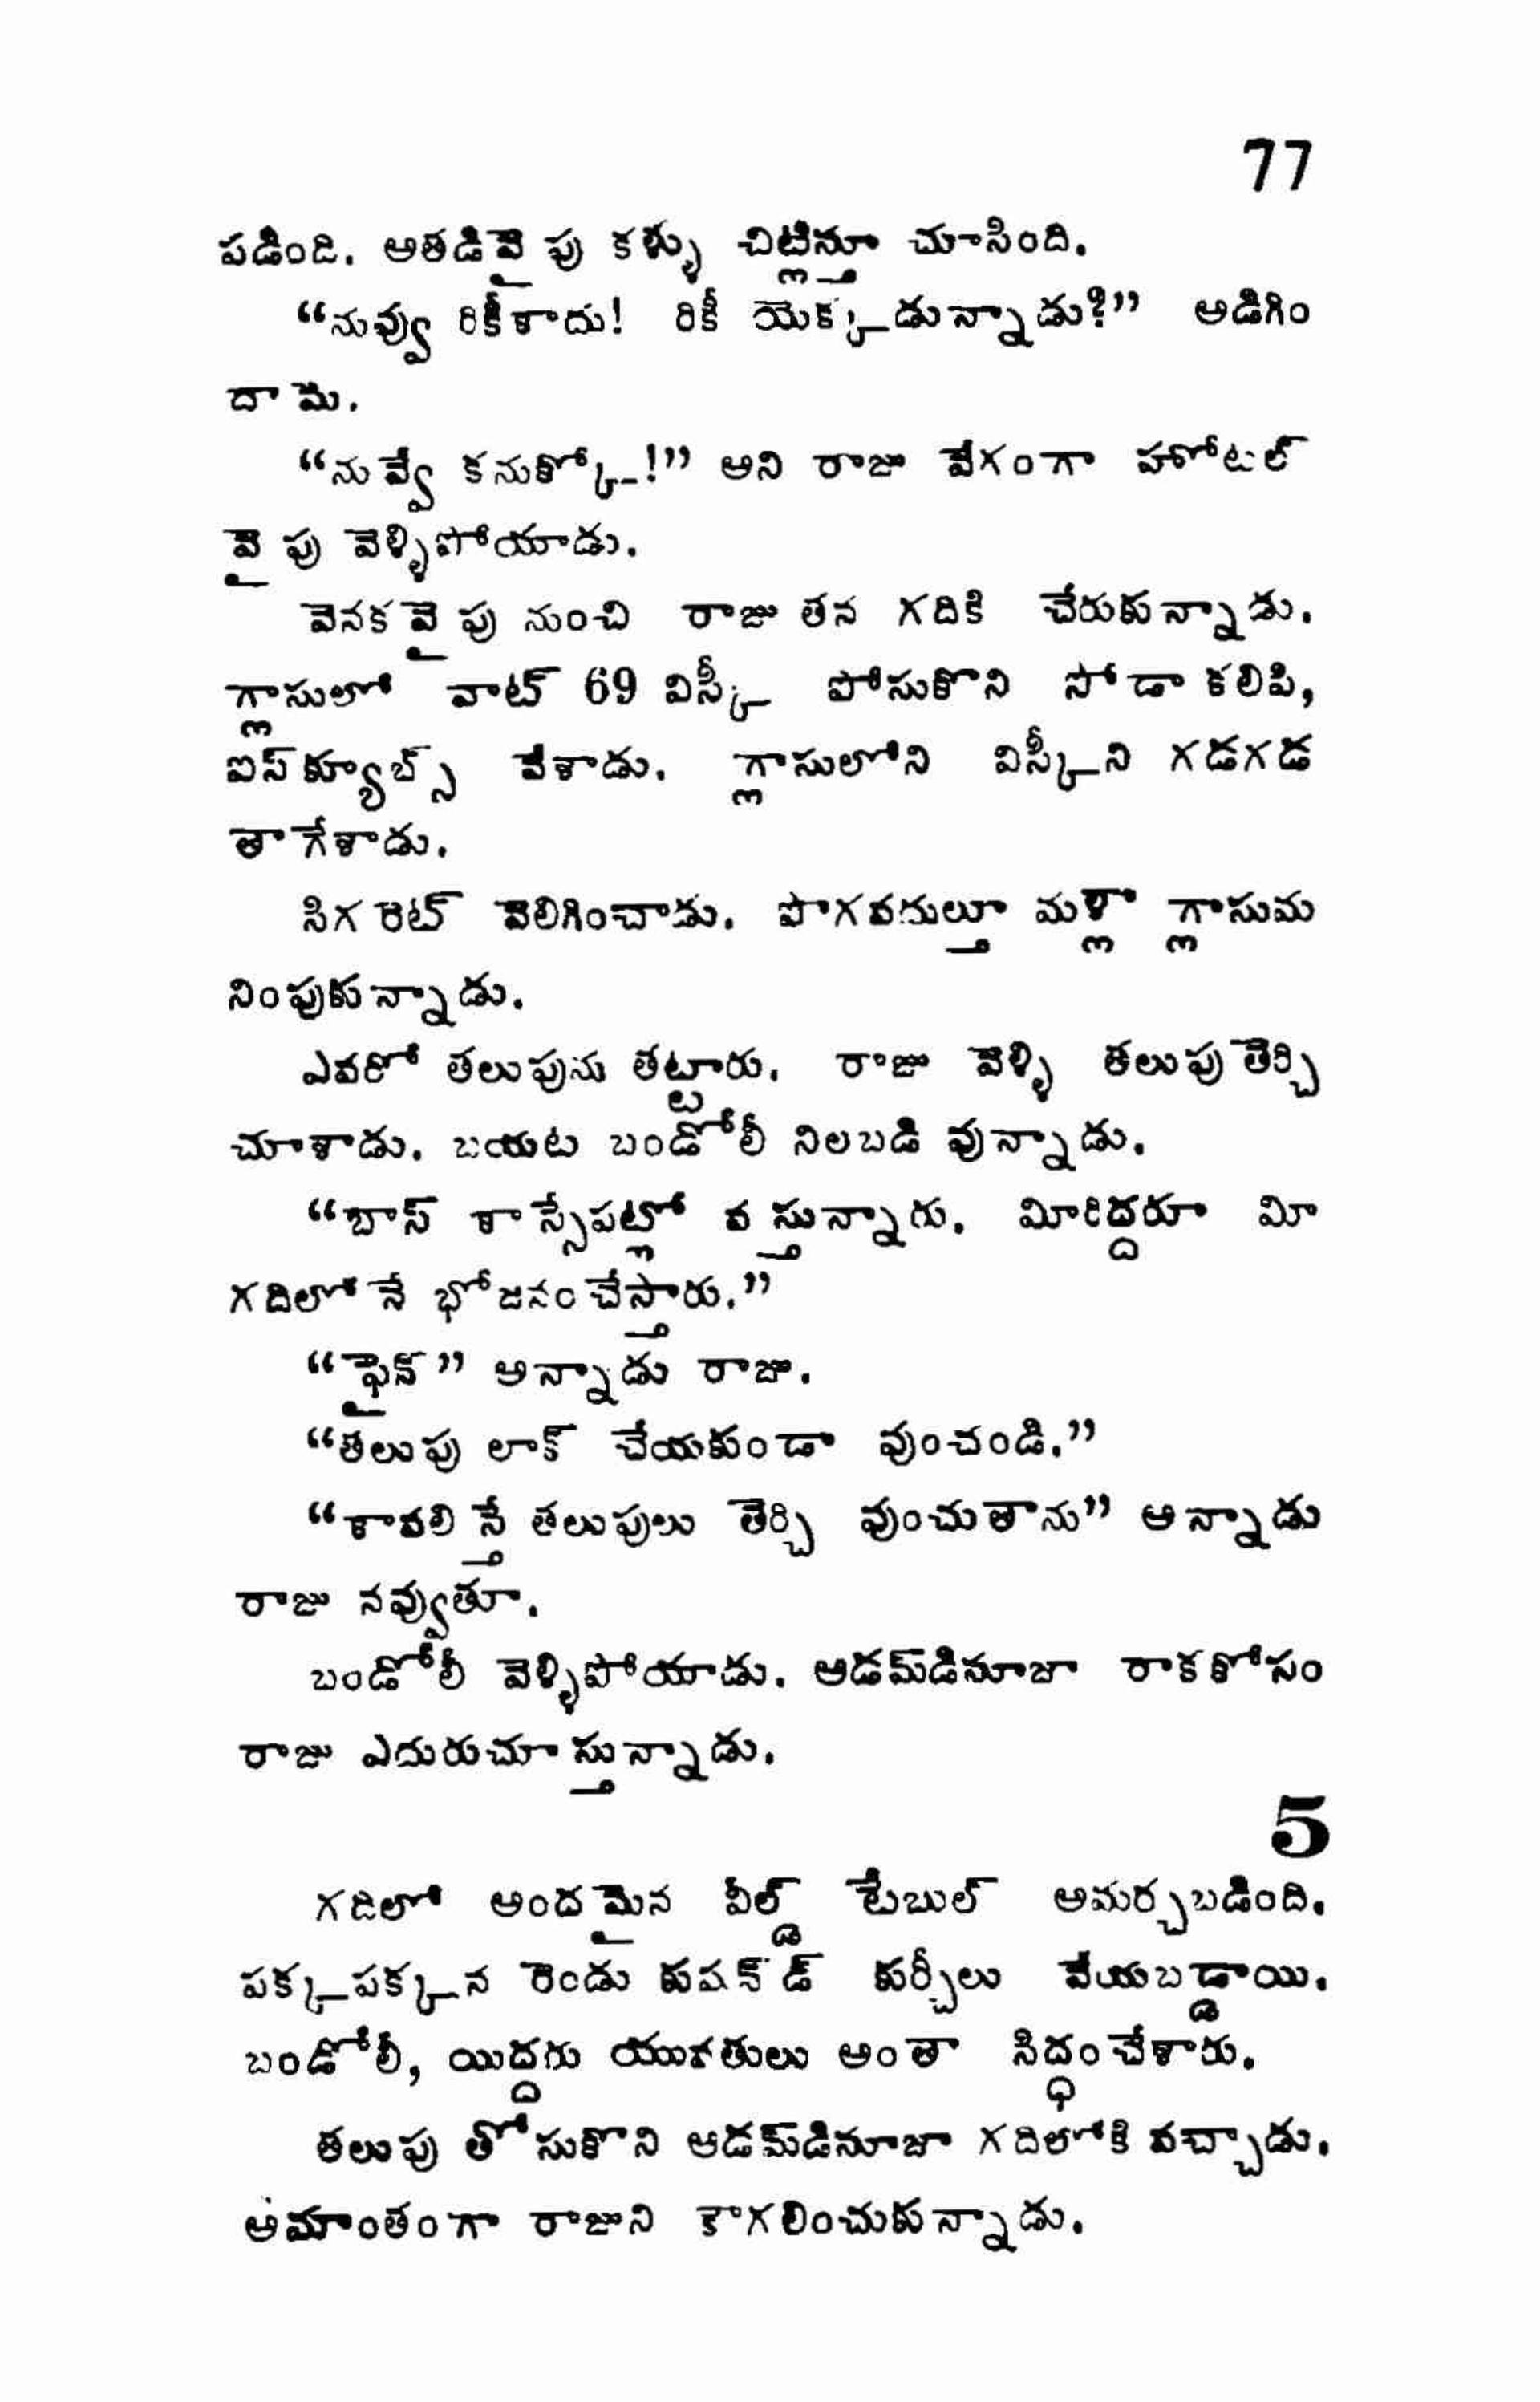 77
పడింది. అతడివైపు కళ్ళు చిట్లిస్తూ చూసింది.
“నువ్వు రికీకాదు! రికీ యెక్కడున్నాడు?” అడిగిం
దామె.
“నువ్వే కనుక్కో!” అని రాజు వేగంగా హోటల్
వైపు వెళ్ళిపోయాడు.
వెనకవైపు నుంచి రాజు తన గదికి చేరుకున్నాడు.
గ్లాసులో వాట్ 69 విస్కీ పోసుకొని సోడా కలిపి,
ఐస్‌క్యూబ్స్ వేశాడు. గ్లాసులోని విస్కీని గడగడ
తాగేశాడు.
సిగరెట్ వెలిగించాడు. పొగవదుల్తూ మళ్లా గ్లాసుమ
నింపుకున్నాడు.
ఎవరో తలుపును తట్టారు. రాజు వెళ్ళి తలుపుతెర్చి
చూశాడు. బయట బండోలీ నిలబడి వున్నాడు.
“బాస్ కాస్సేపట్లో వస్తున్నారు. మీరిద్దరూ మీ
గదిలోనే భోజనంచేస్తారు.”
“ఫైన్” అన్నాడు రాజు.
“తలుపు లాక్ చేయకుండా వుంచండి.”
“కావలిస్తే తలుపులు తెర్చి వుంచుతాను” అన్నాడు
రాజు నవ్వుతూ.
బండోలీ వెళ్ళిపోయాడు. ఆడమ్‌డినూజా రాకకోసం
రాజు ఎదురుచూస్తున్నాడు.
5
గదిలో అందమైన వీల్డ్ టేబుల్ అమర్చబడింది.
పక్కపక్కన రెండు కుషన్‌డ్ కుర్చీలు వేయబడ్డాయి.
బండోలీ, యిద్దరు యువతులు అంతా సిద్ధంచేశారు.
తలుపు తోసుకొని ఆడమ్‌డినూజా గదిలోకి వచ్చాడు.
అమాంతంగా రాజుని కౌగలించుకున్నాడు.